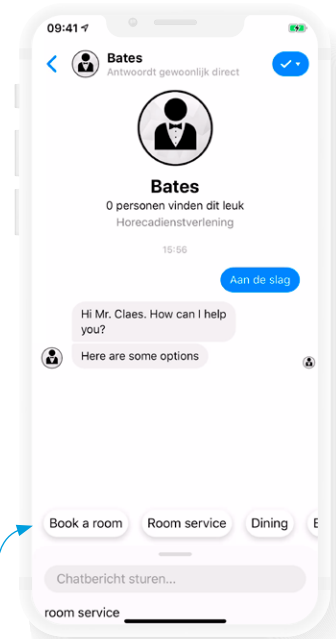 09:41
Bates
Antwoordt gewoonlijk direct
Bates
0 personen vinden dit leuk
Horecadienstverlening
15:56
Aan de slag
Hi Mr. Claes. How can I help
you?
Here are some options
Book a room Room service Dining
Chatbericht sturen...
room service